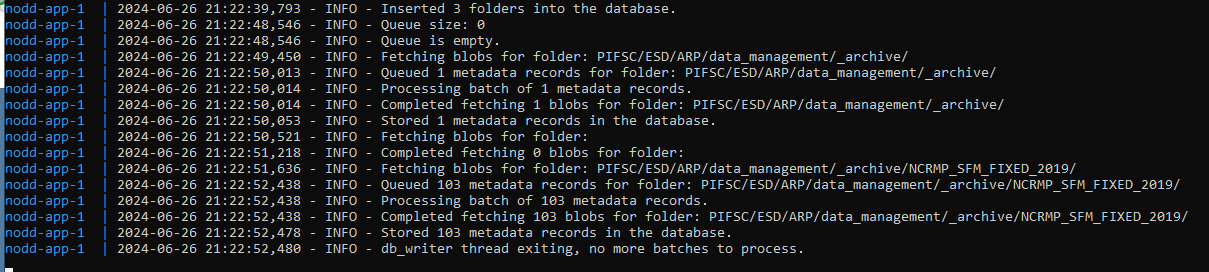 nodd-app-1  | 2024-06-26 21:22:39,793 - INFO - Inserted 3 folders into the database.
nodd-app-1  | 2024-06-26 21:22:48,546 - INFO - Queue size: 0
nodd-app-1  | 2024-06-26 21:22:48,546 - INFO - Queue is empty.
nodd-app-1  | 2024-06-26 21:22:49,450 - INFO - Fetching blobs for folder: PIFSC/ESD/ARP/data_management/_archive/
nodd-app-1  | 2024-06-26 21:22:50,013 - INFO - Queued 1 metadata records for folder: PIFSC/ESD/ARP/data_management/_archive/
nodd-app-1  | 2024-06-26 21:22:50,014 - INFO - Processing batch of 1 metadata records.
nodd-app-1  | 2024-06-26 21:22:50,014 - INFO - Completed fetching 1 blobs for folder: PIFSC/ESD/ARP/data_management/_archive/
nodd-app-1  | 2024-06-26 21:22:50,053 - INFO - Stored 1 metadata records in the database.
nodd-app-1  | 2024-06-26 21:22:50,521 - INFO - Fetching blobs for folder:
nodd-app-1  | 2024-06-26 21:22:51,218 - INFO - Completed fetching 0 blobs for folder:
nodd-app-1  | 2024-06-26 21:22:51,636 - INFO - Fetching blobs for folder: PIFSC/ESD/ARP/data_management/_archive/NCRMP_SFM_FIXED_2019/
nodd-app-1  | 2024-06-26 21:22:52,438 - INFO - Queued 103 metadata records for folder: PIFSC/ESD/ARP/data_management/_archive/NCRMP_SFM_FIXED_2019/
nodd-app-1  | 2024-06-26 21:22:52,438 - INFO - Processing batch of 103 metadata records.
nodd-app-1  | 2024-06-26 21:22:52,438 - INFO - Completed fetching 103 blobs for folder: PIFSC/ESD/ARP/data_management/_archive/NCRMP_SFM_FIXED_2019/
nodd-app-1  | 2024-06-26 21:22:52,478 - INFO - Stored 103 metadata records in the database.
nodd-app-1  | 2024-06-26 21:22:52,480 - INFO - db_writer thread exiting, no more batches to process.